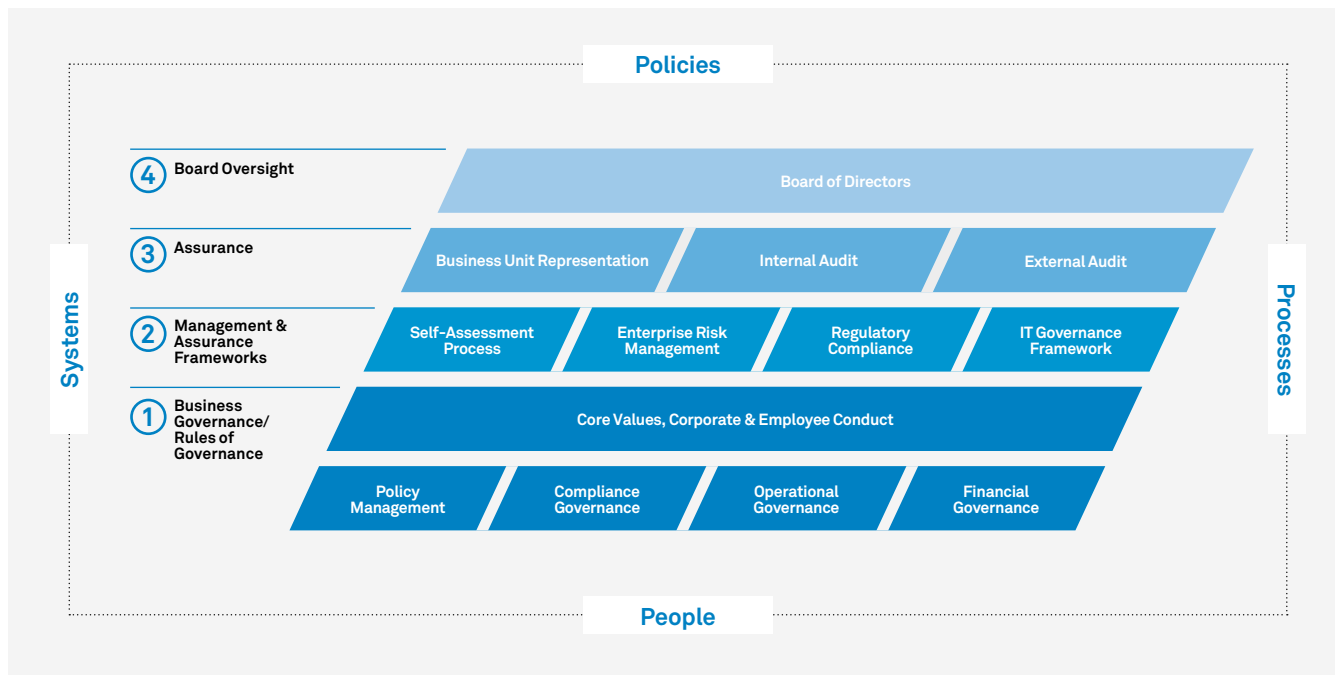 Policies
4
Board Oversight
Board of Directors
3
Assurance
Business Unit Representation
Internal Audit
External Audit
2
Management &
Assurance
Frameworks
Self-Assessment
Process
Enterprise Risk
Management
Regulatory
Compliance
IT Governance
Framework
1
Business
Governance/
Rules of
Governance
Core Values, Corporate & Employee Conduct
Policy
Management
Compliance
Governance
Operational
Governance
Financial
Governance
Systems
Processes
People